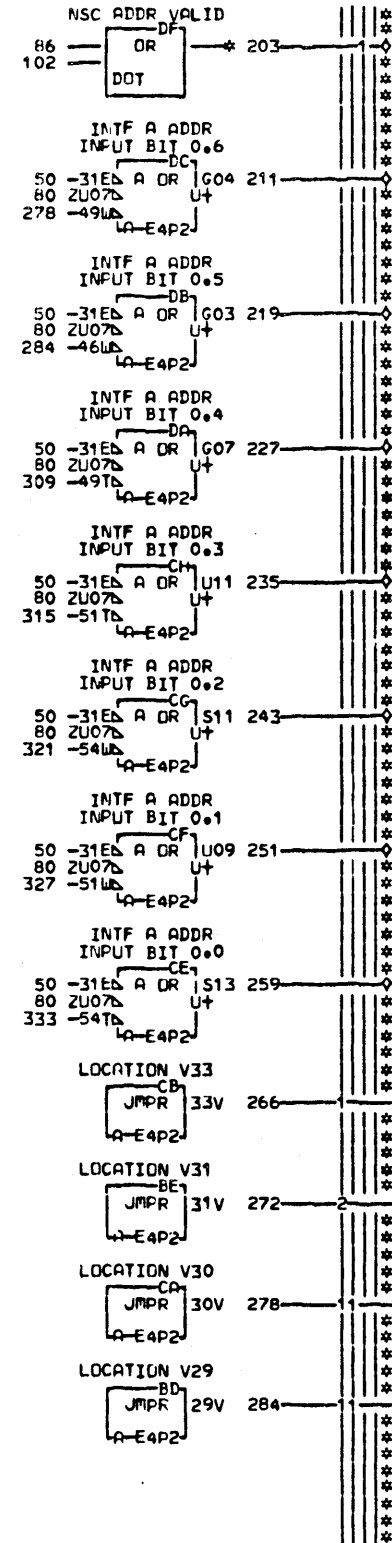 NSC ADDR VALID
DF
86 OR * 203 1
102
DOT
INTF A ADDR
INPUT BIT 0.6
DC
50 -31E A OR G04 211
80 ZU07 U+
278 -49W
A-E4P2
INTF A ADDR
INPUT BIT 0.5
DB
50 -31E A OR G03 219
80 ZU07 U+
284 -46W
A-E4P2
INTF A ADDR
INPUT BIT 0.4
DA
50 -31E A OR G07 227
80 ZU07 U+
309 -49T
A-E4P2
INTF A ADDR
INPUT BIT 0.3
CH
50 -31E A OR U11 235
80 ZU07 U+
315 -51T
A-E4P2
INTF A ADDR
INPUT BIT 0.2
CG
50 -31E A OR S11 243
80 ZU07 U+
321 -54W
A-E4P2
INTF A ADDR
INPUT BIT 0.1
CF
50 -31E A OR U09 251
80 ZU07 U+
327 -51W
A-E4P2
INTF A ADDR
INPUT BIT 0.0
CE
50 -31E A OR S13 259
80 ZU07 U+
333 -54T
A-E4P2
LOCATION V33
CB
JMPR 33V 266 1
A-E4P2
LOCATION V31
BE
JMPR 31V 272 2
A-E4P2
LOCATION V30
CA
JMPR 30V 278 11
A-E4P2
LOCATION V29
BD
JMPR 29V 284 11
A-E4P2